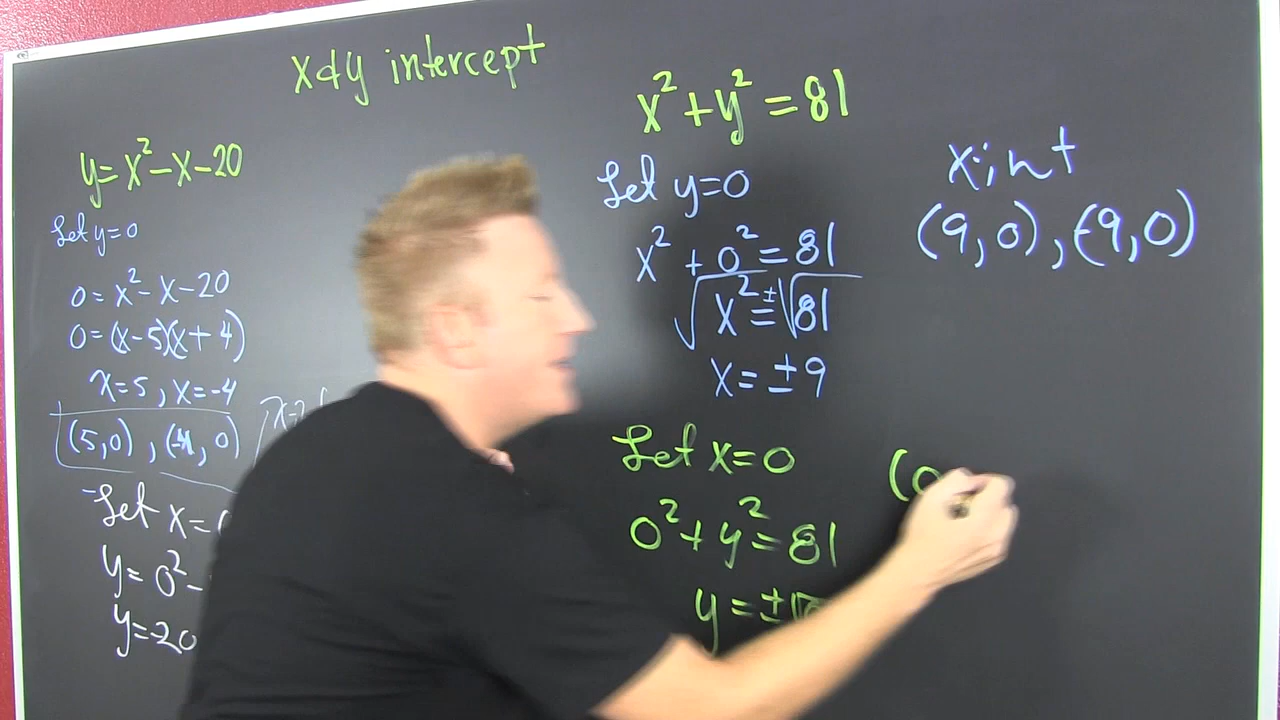 x & y intercept
y = x² - x - 20
Let y = 0
0 = x² - x - 20
0 = (x - 5)(x + 4)
x = 5, x = -4
(5,0), (-4, 0)
Let x =
y = 0² -
y = -20
x² + y² = 81
Let y = 0
x² + 0² = 81
√x² = ±√81
x = ± 9
Let x = 0
0² + y² = 81
y = ±√
x-int
(9,0), (-9,0)
(0